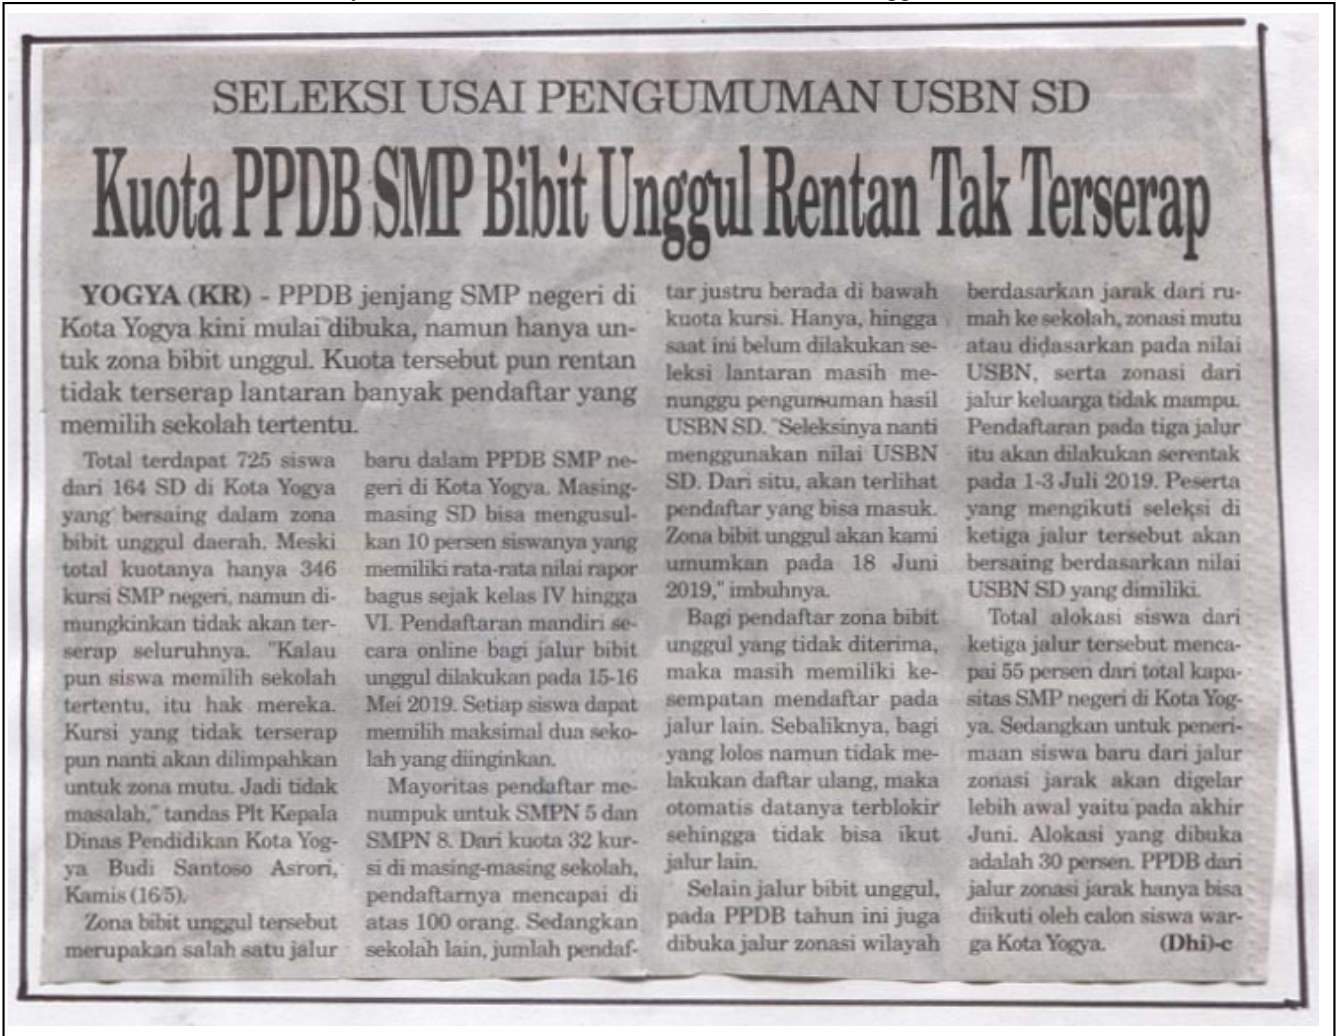 SELEKSI USAI PENGUMUMAN USBN SD
Kuota PPDB SMP Bibit Unggul Rentan Tak Terserap
YOGYA (KR) - PPDB jenjang SMP negeri di
Kota Yogya kini mulai dibuka, namun hanya un-
tuk zona bibit unggul. Kuota tersebut pun rentan
tidak terserap lantaran banyak pendaftar yang
memilih sekolah tertentu.
Total terdapat 725 siswa
dari 164 SD di Kota Yogya
yang bersaing dalam zona
bibit unggul daerah. Meski
total kuotanya hanya 346
kursi SMP negeri, namun di-
mungkinkan tidak akan ter-
serap seluruhnya. "Kalau
pun siswa memilih sekolah
tertentu, itu hak mereka.
Kursi yang tidak terserap
pun nanti akan dilimpahkan
untuk zona mutu. Jadi tidak
masalah," tandas Plt Kepala
Dinas Pendidikan Kota Yog-
ya Budi Santoso Asrori,
Kamis (16/5).
Zona bibit unggul tersebut
merupakan salah satu jalur
baru dalam PPDB SMP ne-
geri di Kota Yogya. Masing-
masing SD bisa mengusul-
kan 10 persen siswanya yang
memiliki rata-rata nilai rapor
bagus sejak kelas IV hingga
VI. Pendaftaran mandiri se-
cara online bagi jalur bibit
unggul dilakukan pada 15-16
Mei 2019. Setiap siswa dapat
memilih maksimal dua seko-
lah yang diinginkan.
Mayoritas pendaftar me-
numpuk untuk SMPN 5 dan
SMPN 8. Dari kuota 32 kur-
si di masing-masing sekolah,
pendaftarnya mencapai di
atas 100 orang. Sedangkan
sekolah lain, jumlah pendaf-
tar justru berada di bawah
kuota kursi. Hanya, hingga
saat ini belum dilakukan se-
leksi lantaran masih me-
nunggu pengumuman hasil
USBN SD. "Seleksinya nanti
menggunakan nilai USBN
SD. Dari situ, akan terlihat
pendaftar yang bisa masuk.
Zona bibit unggul akan kami
umumkan pada 18 Juni
2019," imbuhnya.
Bagi pendaftar zona bibit
unggul yang tidak diterima,
maka masih memiliki ke-
sempatan mendaftar pada
jalur lain. Sebaliknya, bagi
yang lolos namun tidak me-
lakukan daftar ulang, maka
otomatis datanya terblokir
sehingga tidak bisa ikut
jalur lain.
Selain jalur bibit unggul,
pada PPDB tahun ini juga
dibuka jalur zonasi wilayah
berdasarkan jarak dari ru-
mah ke sekolah, zonasi mutu
atau didasarkan pada nilai
USBN, serta zonasi dari
jalur keluarga tidak mampu.
Pendaftaran pada tiga jalur
itu akan dilakukan serentak
pada 1-3 Juli 2019. Peserta
yang mengikuti seleksi di
ketiga jalur tersebut akan
bersaing berdasarkan nilai
USBN SD yang dimiliki.
Total alokasi siswa dari
ketiga jalur tersebut menca-
pai 55 persen dari total kapa-
sitas SMP negeri di Kota Yog-
ya. Sedangkan untuk peneri-
maan siswa baru dari jalur
zonasi jarak akan digelar
lebih awal yaitu pada akhir
Juni. Alokasi yang dibuka
adalah 30 persen. PPDB dari
jalur zonasi jarak hanya bisa
diikuti oleh calon siswa war-
ga Kota Yogya. (Dhi)-c